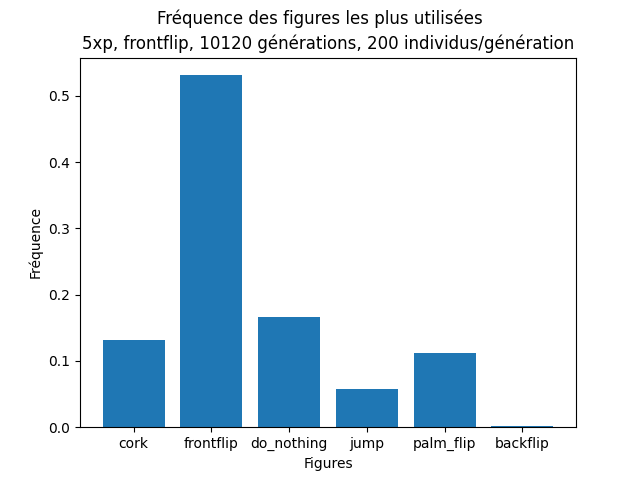 Fréquence des figures les plus utilisées
5xp, frontflip, 10120 générations, 200 individus/génération
0.5
0.4
0.3
0.2
0.1
0.0
Fréquence
cork frontflip do_nothing jump palm_flip backflip
Figures